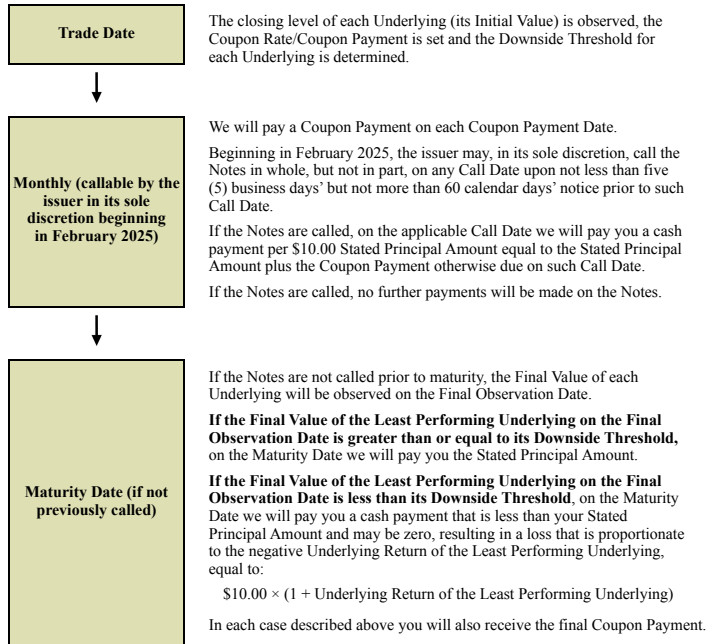 Trade Date
The closing level of each Underlying (its Initial Value) is observed, the
Coupon Rate/Coupon Payment is set and the Downside Threshold for
each Underlying is determined.
Monthly (callable by the
issuer in its sole
discretion beginning
in February 2025)
We will pay a Coupon Payment on each Coupon Payment Date.
Beginning in February 2025, the issuer may, in its sole discretion, call the
Notes in whole, but not in part, on any Call Date upon not less than five
(5) business days’ but not more than 60 calendar days’ notice prior to such
Call Date.
If the Notes are called, on the applicable Call Date we will pay you a cash
payment per $10.00 Stated Principal Amount equal to the Stated Principal
Amount plus the Coupon Payment otherwise due on such Call Date.
If the Notes are called, no further payments will be made on the Notes.
Maturity Date (if not
previously called)
If the Notes are not called prior to maturity, the Final Value of each
Underlying will be observed on the Final Observation Date.
If the Final Value of the Least Performing Underlying on the Final
Observation Date is greater than or equal to its Downside Threshold,
on the Maturity Date we will pay you the Stated Principal Amount.
If the Final Value of the Least Performing Underlying on the Final
Observation Date is less than its Downside Threshold, on the Maturity
Date we will pay you a cash payment that is less than your Stated
Principal Amount and may be zero, resulting in a loss that is proportionate
to the negative Underlying Return of the Least Performing Underlying,
equal to:
$10.00 × (1 + Underlying Return of the Least Performing Underlying)
In each case described above you will also receive the final Coupon Payment.